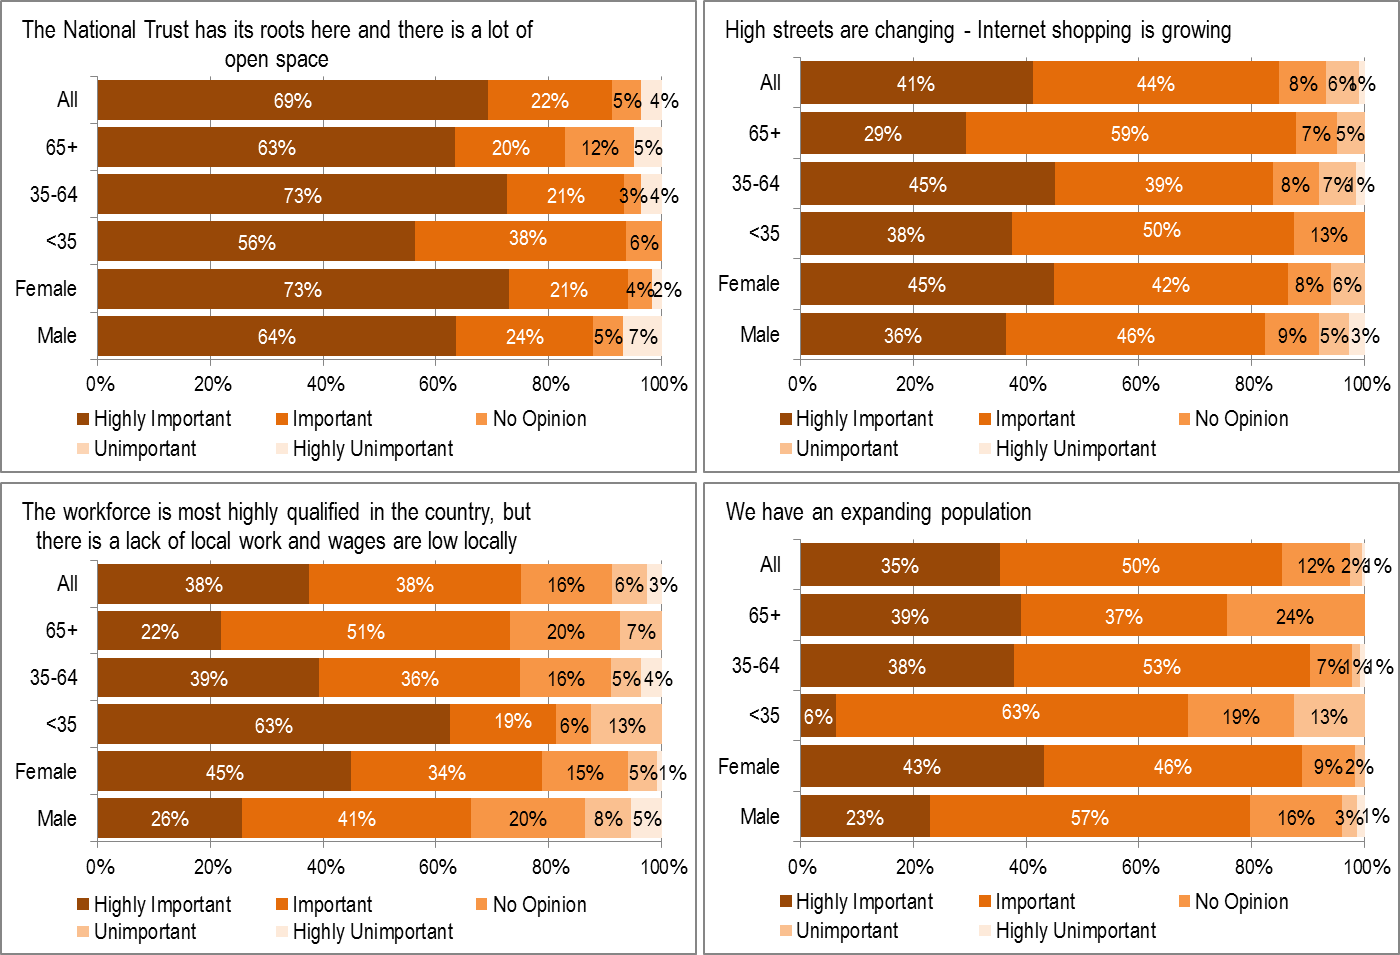 The National Trust has its roots here and there is a lot of
open space
All 69% 22% 5% 4%
65+ 63% 20% 12% 5%
35-64 73% 21% 3% 4%
<35 56% 38% 6%
Female 73% 21% 4% 2%
Male 64% 24% 5% 7%
0% 20% 40% 60% 80% 100%
Highly Important Important No Opinion
Unimportant Highly Unimportant
High streets are changing - Internet shopping is growing
All 41% 44% 8% 6% 1%
65+ 29% 59% 7% 5%
35-64 45% 39% 8% 7% 1%
<35 38% 50% 13%
Female 45% 42% 8% 6%
Male 36% 46% 9% 5% 3%
0% 20% 40% 60% 80% 100%
Highly Important Important No Opinion
Unimportant Highly Unimportant
The workforce is most highly qualified in the country, but
there is a lack of local work and wages are low locally
All 38% 38% 16% 6% 3%
65+ 22% 51% 20% 7%
35-64 39% 36% 16% 5% 4%
<35 63% 19% 6% 13%
Female 45% 34% 15% 5% 1%
Male 26% 41% 20% 8% 5%
0% 20% 40% 60% 80% 100%
Highly Important Important No Opinion
Unimportant Highly Unimportant
We have an expanding population
All 35% 50% 12% 2% 1%
65+ 39% 37% 24%
35-64 38% 53% 7% 1% 1%
<35 6% 63% 19% 13%
Female 43% 46% 9% 2%
Male 23% 57% 16% 3% 1%
0% 20% 40% 60% 80% 100%
Highly Important Important No Opinion
Unimportant Highly Unimportant